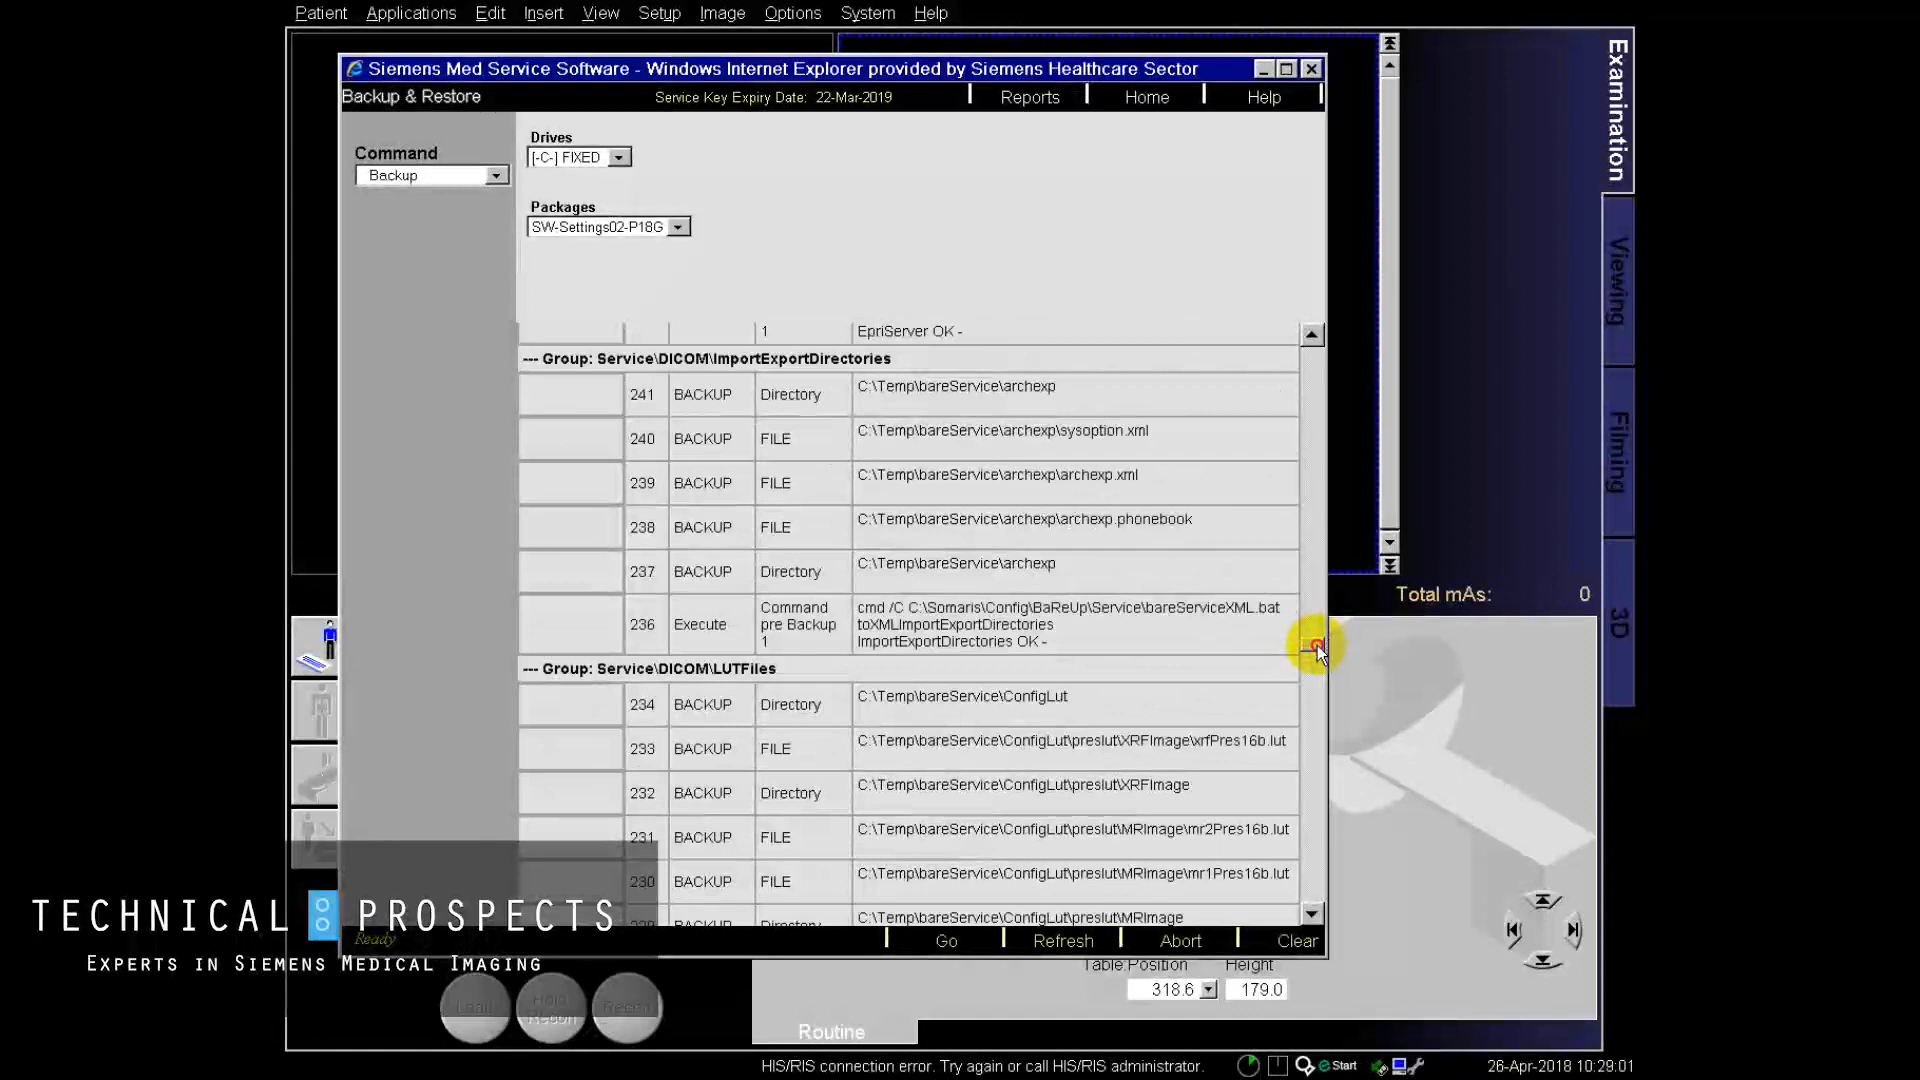 Patient Applications Edit Insert View Setup Image Options System Help
Siemens Med Service Software - Windows Internet Explorer provided by Siemens Healthcare Sector
Backup & Restore
Service Key Expiry Date: 22-Mar-2019
Reports
Home
Help
Command
Backup
Drives
[-C-] FIXED
Packages
SW-Settings02-P18G
1 EpriServer OK -
--- Group: Service\DICOM\ImportExportDirectories
241 BACKUP Directory C:\Temp\bareService\archexp
240 BACKUP FILE C:\Temp\bareService\archexp\sysoption.xml
239 BACKUP FILE C:\Temp\bareService\archexp\archexp.xml
238 BACKUP FILE C:\Temp\bareService\archexp\archexp.phonebook
237 BACKUP Directory C:\Temp\bareService\archexp
236 Execute Command pre Backup 1 cmd /C C:\Somaris\Config\BaReUp\Service\bareServiceXML.bat
toXMLImportExportDirectories
ImportExportDirectories OK -
--- Group: Service\DICOM\LUTFiles
234 BACKUP Directory C:\Temp\bareService\ConfigLut
233 BACKUP FILE C:\Temp\bareService\ConfigLut\preslut\XRFImage\xrfPres16b.lut
232 BACKUP Directory C:\Temp\bareService\ConfigLut\preslut\XRFImage
231 BACKUP FILE C:\Temp\bareService\ConfigLut\preslut\MRImage\mr2Pres16b.lut
230 BACKUP FILE C:\Temp\bareService\ConfigLut\preslut\MRImage\mr1Pres16b.lut
229 BACKUP Directory C:\Temp\bareService\ConfigLut\preslut\MRImage
Ready
Go
Refresh
Abort
Clear
Examination
Viewing
Filming
3D
Total mAs: 0
TECHNICAL PROSPECTS
EXPERTS IN SIEMENS MEDICAL IMAGING
Load
Hold Recon
Recon
Table:Position Height
318.6 179.0
Routine
HIS/RIS connection error. Try again or call HIS/RIS administrator.
Start
26-Apr-2018 10:29:01